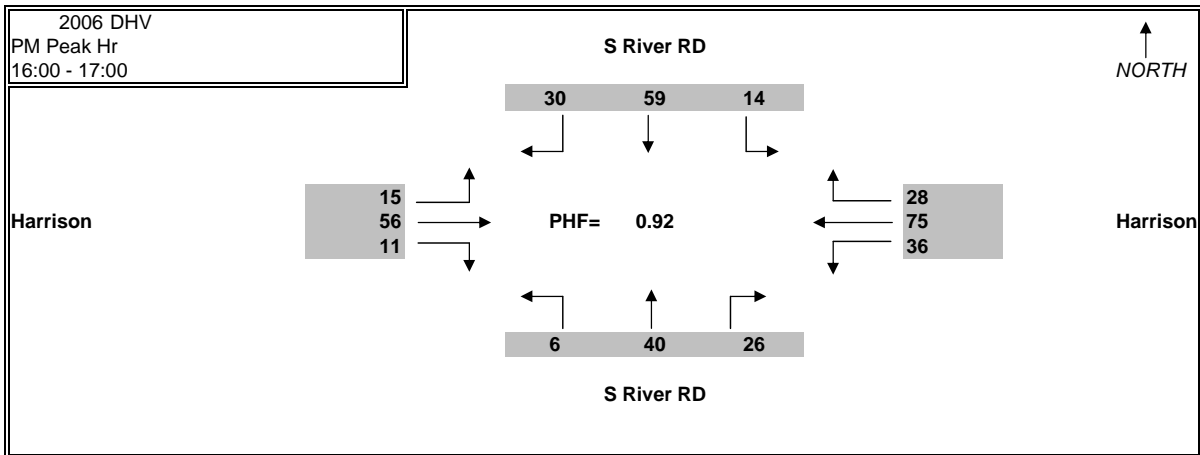 2006 DHV
PM Peak Hr
16:00 - 17:00
S River RD
NORTH
30 59 14
15 28
Harrison 56 PHF= 0.92 75 Harrison
11 36
6 40 26
S River RD